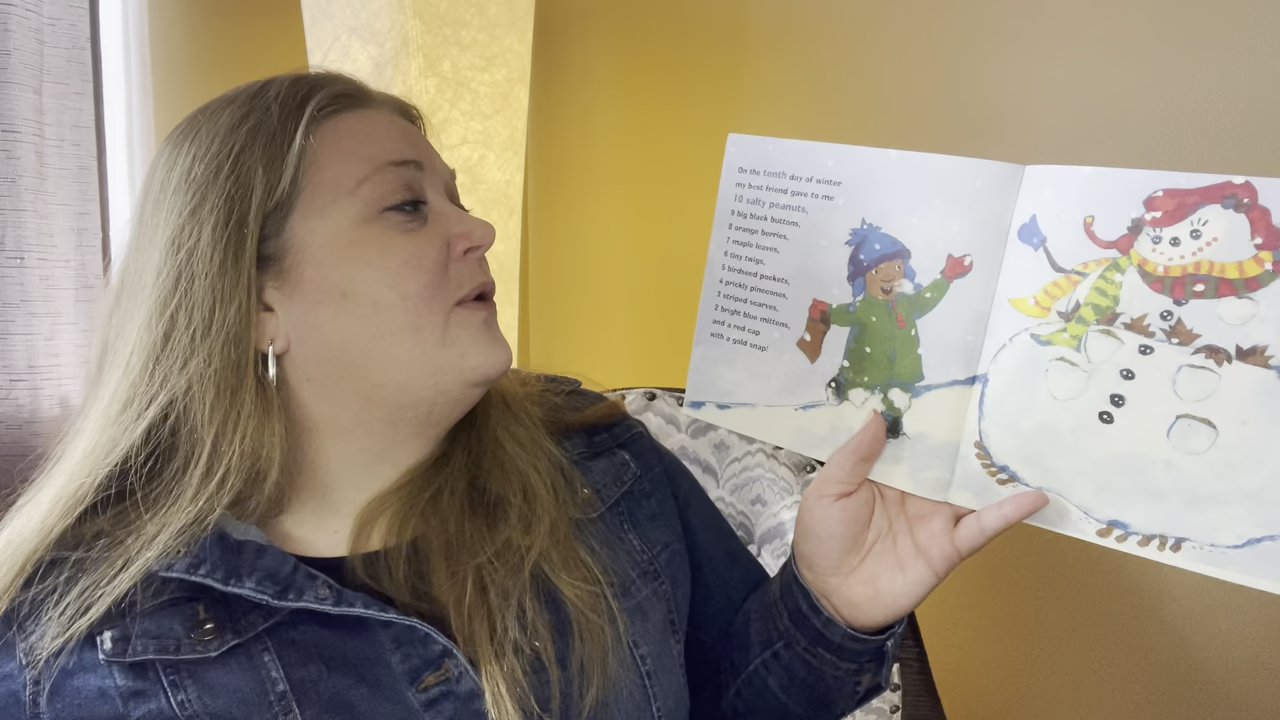 On the tenth day of winter
my best friend gave to me
10 salty peanuts,
9 big black buttons,
8 orange berries,
7 maple leaves,
6 tiny twigs,
5 birdseed pockets,
4 prickly pinecones,
3 striped scarves,
2 bright blue mittens,
and a red cap
with a gold snap!